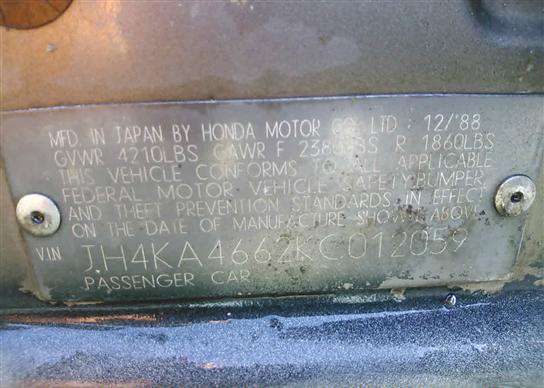 MFD. IN JAPAN BY HONDA MOTOR CO., LTD. 12/'88
GVWR 4210LBS GAWR F 2380LBS R 1860LBS
THIS VEHICLE CONFORMS TO ALL APPLICABLE
FEDERAL MOTOR VEHICLE SAFETY, BUMPER,
AND THEFT PREVENTION STANDARDS IN EFFECT
ON THE DATE OF MANUFACTURE SHOWN ABOVE.
V.I.N JH4KA4662KC012059
PASSENGER CAR